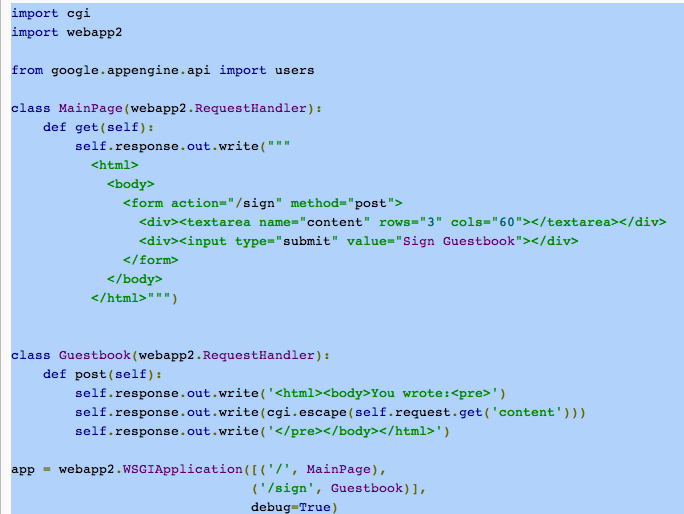 import cgi
import webapp2

from google.appengine.api import users

class MainPage(webapp2.RequestHandler):
    def get(self):
        self.response.out.write("""
          <html>
            <body>
              <form action="/sign" method="post">
                <div><textarea name="content" rows="3" cols="60"></textarea></div>
                <div><input type="submit" value="Sign Guestbook"></div>
              </form>
            </body>
          </html>""")


class Guestbook(webapp2.RequestHandler):
    def post(self):
        self.response.out.write('<html><body>You wrote:<pre>')
        self.response.out.write(cgi.escape(self.request.get('content')))
        self.response.out.write('</pre></body></html>')

app = webapp2.WSGIApplication([('/', MainPage),
                              ('/sign', Guestbook)],
                              debug=True)